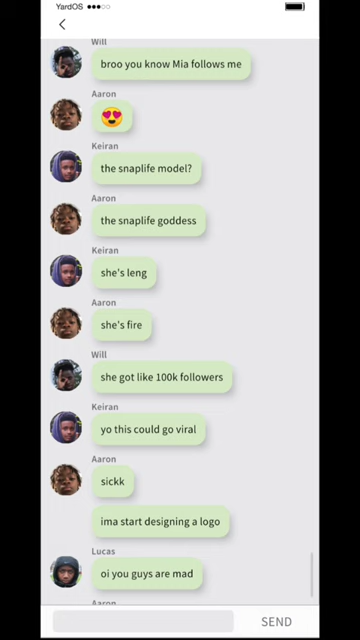 YardOS
Will
broo you know Mia follows me
Aaron
😍
Keiran
the snaplife model?
Aaron
the snaplife goddess
Keiran
she's leng
Aaron
she's fire
Will
she got like 100k followers
Keiran
yo this could go viral
Aaron
sickk
ima start designing a logo
Lucas
oi you guys are mad
Aaron
SEND